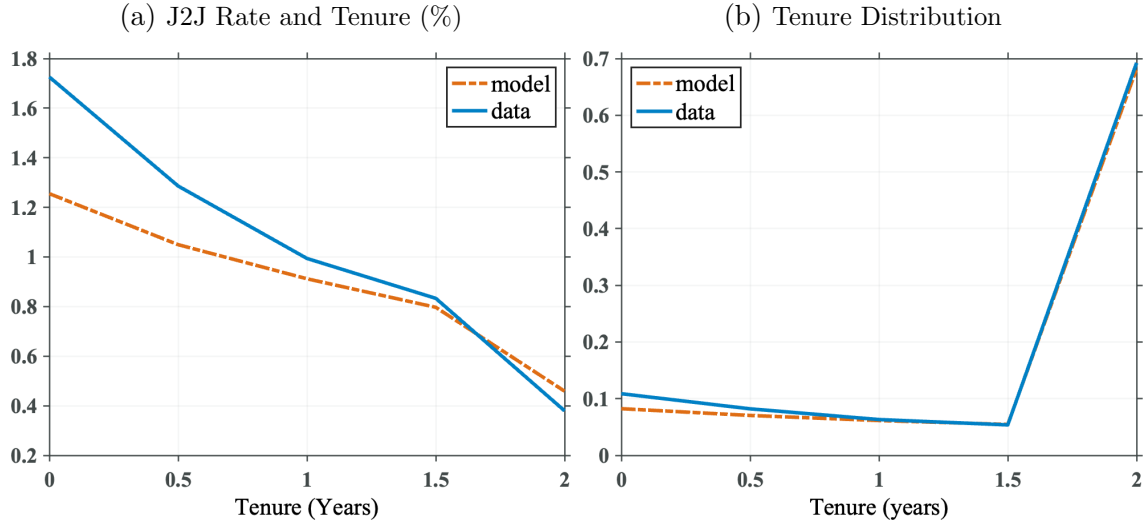 (a) J2J Rate and Tenure (%)
1.8
1.6
1.4
1.2
1
0.8
0.6
0.4
0.2
0 0.5 1 1.5 2
Tenure (Years)
model
data
(b) Tenure Distribution
0.7
0.6
0.5
0.4
0.3
0.2
0.1
0
0 0.5 1 1.5 2
Tenure (years)
model
data